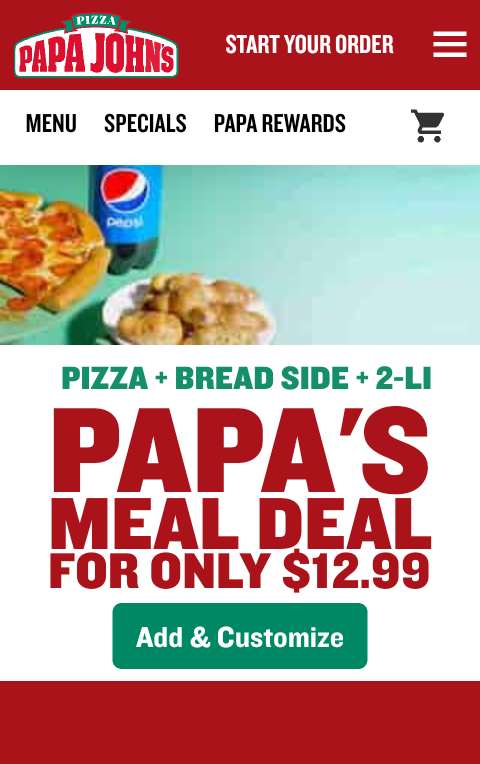 PIZZA
PAPA JOHN'S
START YOUR ORDER
MENU SPECIALS PAPA REWARDS
pepsi
PIZZA + BREAD SIDE + 2-LI
PAPA'S
MEAL DEAL
FOR ONLY $12.99
Add & Customize